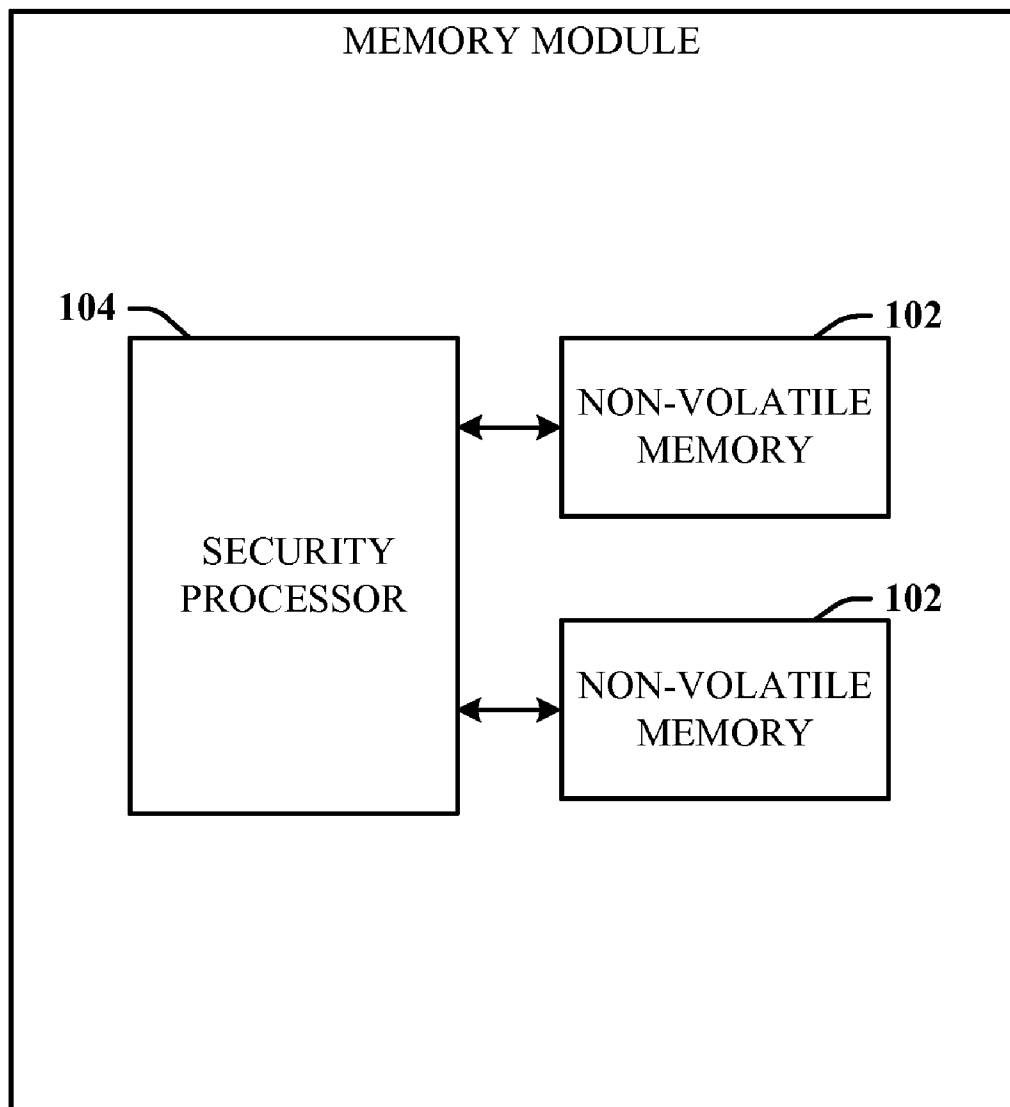 MEMORY MODULE
104
102
NON-VOLATILE
MEMORY
SECURITY
PROCESSOR
102
NON-VOLATILE
MEMORY